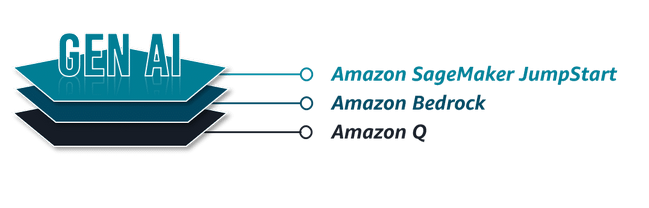 GEN AI
Amazon SageMaker JumpStart
Amazon Bedrock
Amazon Q